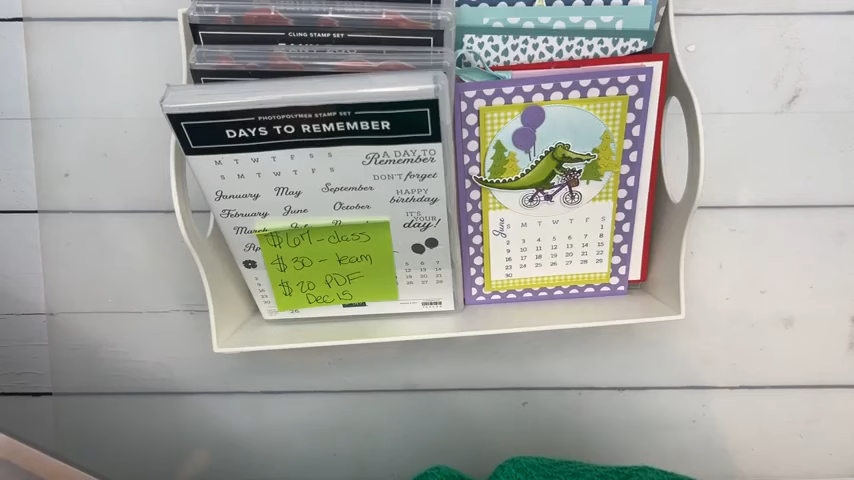 CLING STAMP SET
PHOTOPOLYMER STAMP SET
DAYS TO REMEMBER
M T W T F S S
S M T W T F S
A DAY TO
Remember
DON'T forget
January May September
HAPPY
birthday
February June October
IT'S
YOUR
day!
$67 - class
$30 - team
$20 PDF
Dec 15
26
June
S M T W T F S
1
2 3 4 5 6 7 8
9 10 11 12 13 14 15
16 17 18 19 20 21 22
23 24 25 26 27 28 29
30